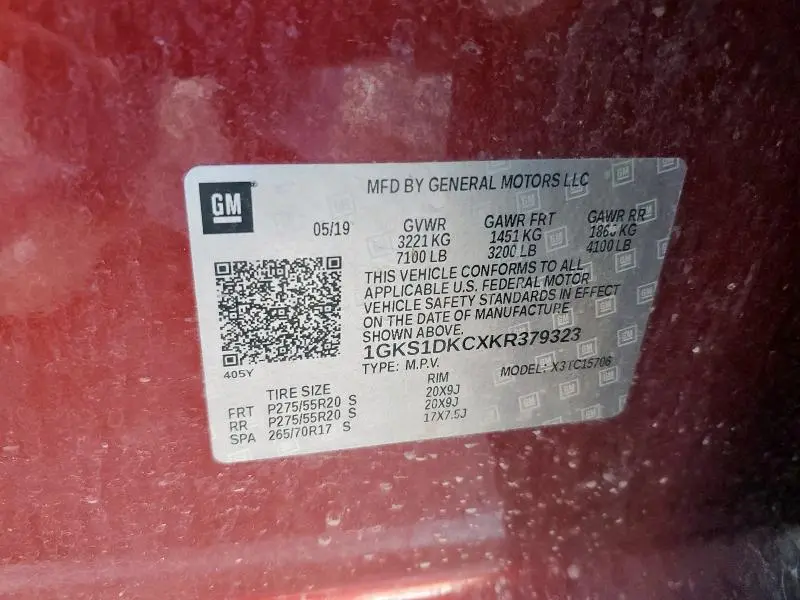 GM
MFD BY GENERAL MOTORS LLC
05/19
GVWR GAWR FRT GAWR RR
3221 KG 1451 KG KG
7100 LB 3200 LB 4100 LB
THIS VEHICLE CONFORMS TO ALL
APPLICABLE U.S. FEDERAL MOTOR
VEHICLE SAFETY STANDARDS IN EFFECT
ON THE DATE OF MANUFACTURE
SHOWN ABOVE.
1GKS1DKCXKR379323
405Y
TYPE: M.P.V. MODEL:
TIRE SIZE RIM
FRT P275/55R20 S 20X9J
RR P275/55R20 S 20X9J
SPA 265/70R17 S 17X7.5J